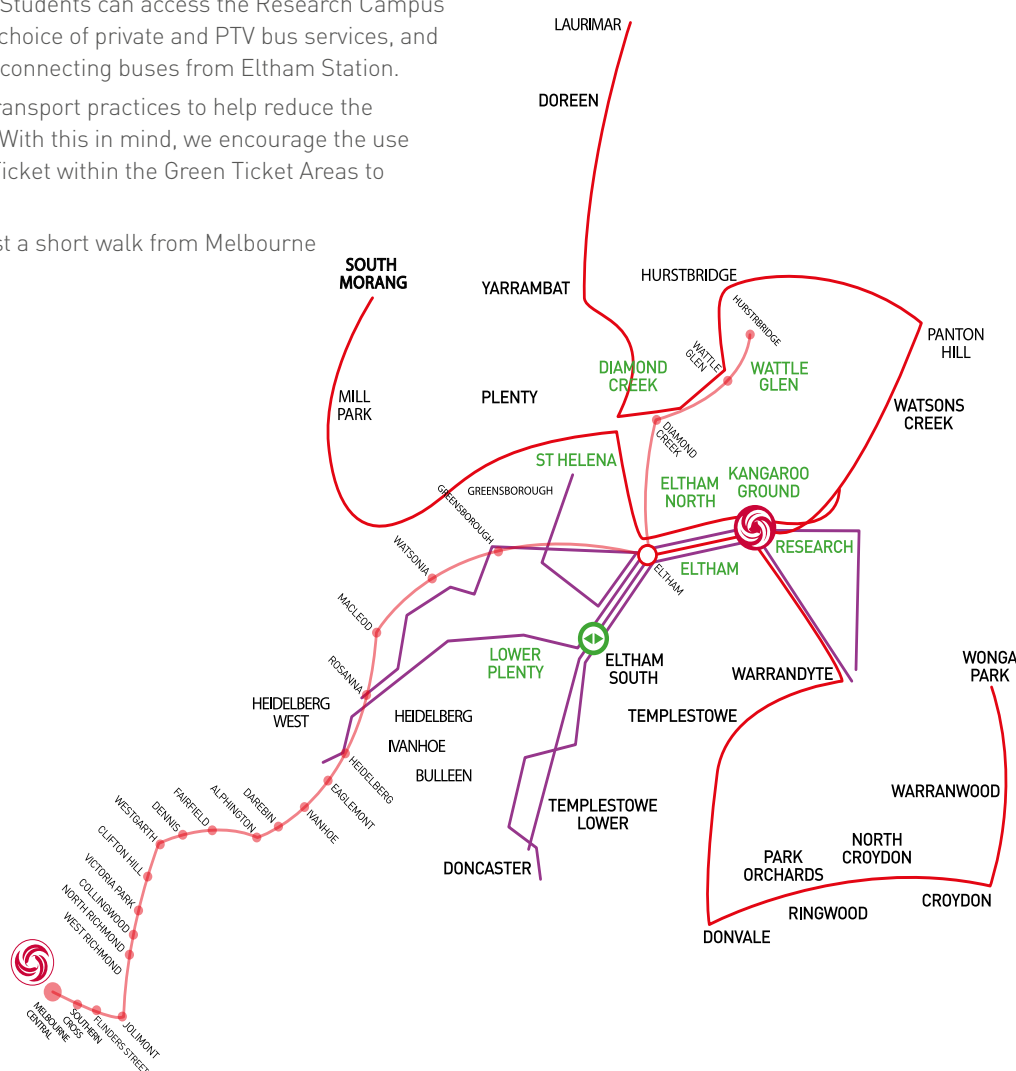 Students can access the Research Campus
choice of private and PTV bus services, and
connecting buses from Eltham Station.
ransport practices to help reduce the
With this in mind, we encourage the use
Ticket within the Green Ticket Areas to
st a short walk from Melbourne
LAURIMAR
DOREEN
SOUTH
MORANG
YARRAMBAT
HURSTBRIDGE
HURSTRBRIDGE
PANTON
HILL
WATTLE
GLEN
DIAMOND
CREEK
WATTLE
GLEN
MILL
PARK
PLENTY
WATSONS
CREEK
DIAMOND
CREEK
ST HELENA
KANGAROO
GROUND
ELTHAM
NORTH
GREENSBOROUGH
GREENSBOROUGH
RESEARCH
WATSONIA
ELTHAM
ELTHAM
MACLEOD
LOWER
PLENTY
ELTHAM
SOUTH
WARRANDYTE
WONGA
PARK
ROSANNA
HEIDELBERG
WEST
HEIDELBERG
TEMPLESTOWE
IVANHOE
BULLEEN
HEIDELBERG
EAGLEMONT
IVANHOE
DAREBIN
ALPHINGTON
FAIRFIELD
DENNIS
WESTGARTH
WARRANWOOD
TEMPLESTOWE
LOWER
NORTH
CROYDON
PARK
ORCHARDS
DONCASTER
CLIFTON HILL
VICTORIA PARK
COLLINGWOOD
NORTH RICHMOND
WEST RICHMOND
CROYDON
RINGWOOD
DONVALE
JOLIMONT
FLINDERS STREET
SOUTHERN
CROSS
MELBOURNE
CENTRAL